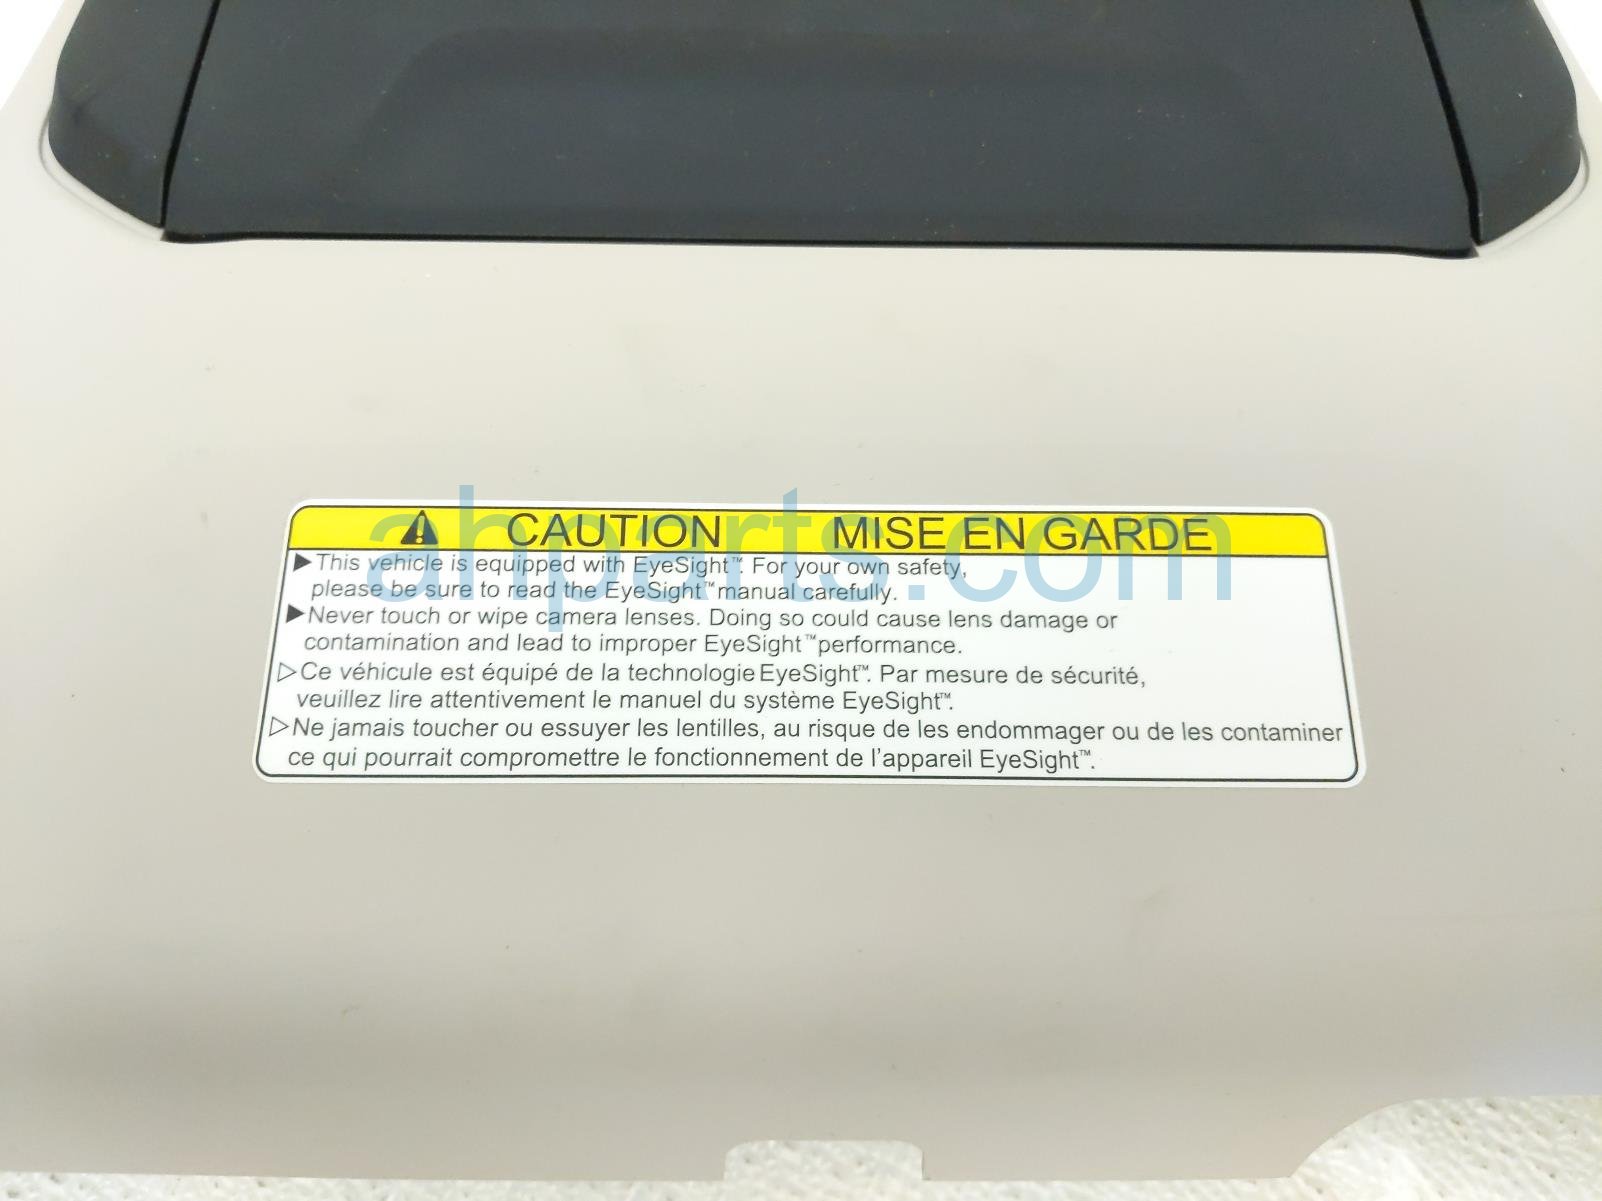 CAUTION MISE EN GARDE
▶This vehicle is equipped with EyeSight™. For your own safety,
please be sure to read the EyeSight™ manual carefully.
▶Never touch or wipe camera lenses. Doing so could cause lens damage or
contamination and lead to improper EyeSight™ performance.
▷Ce véhicule est équipé de la technologie EyeSight™. Par mesure de sécurité,
veuillez lire attentivement le manuel du système EyeSight™.
▷Ne jamais toucher ou essuyer les lentilles, au risque de les endommager ou de les contaminer
ce qui pourrait compromettre le fonctionnement de l'appareil EyeSight™.
ahparts.com